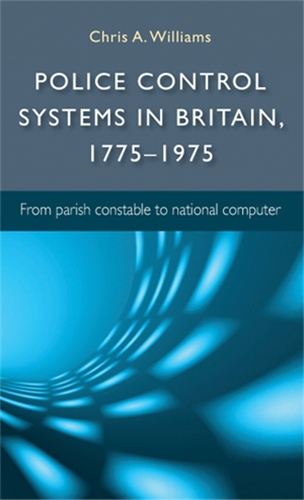 Chris A. Williams
POLICE CONTROL
SYSTEMS IN BRITAIN,
1775–1975
From parish constable to national computer